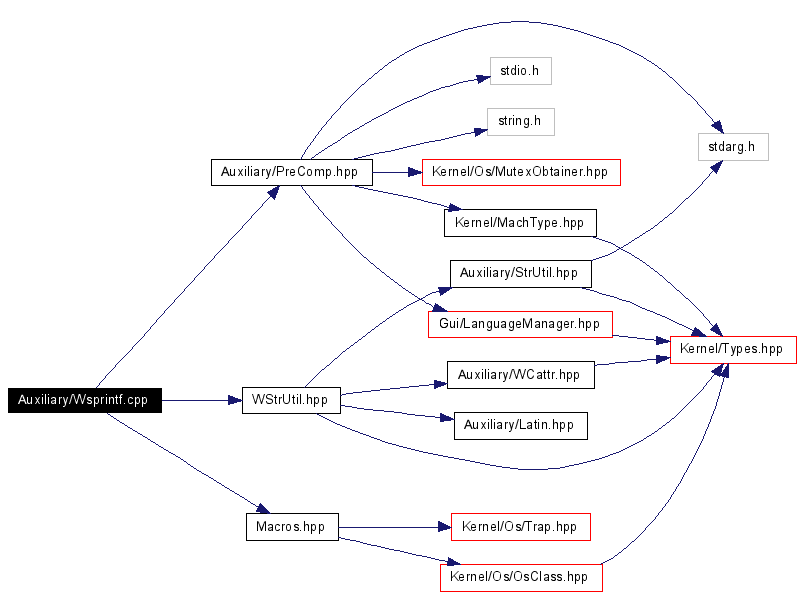 stdio.h
string.h
stdarg.h
Auxiliary/PreComp.hpp
Kernel/Os/MutexObtainer.hpp
Kernel/MachType.hpp
Auxiliary/StrUtil.hpp
Gui/LanguageManager.hpp
Kernel/Types.hpp
Auxiliary/WCattr.hpp
Auxiliary/Wsprintf.cpp
WStrUtil.hpp
Auxiliary/Latin.hpp
Macros.hpp
Kernel/Os/Trap.hpp
Kernel/Os/OsClass.hpp